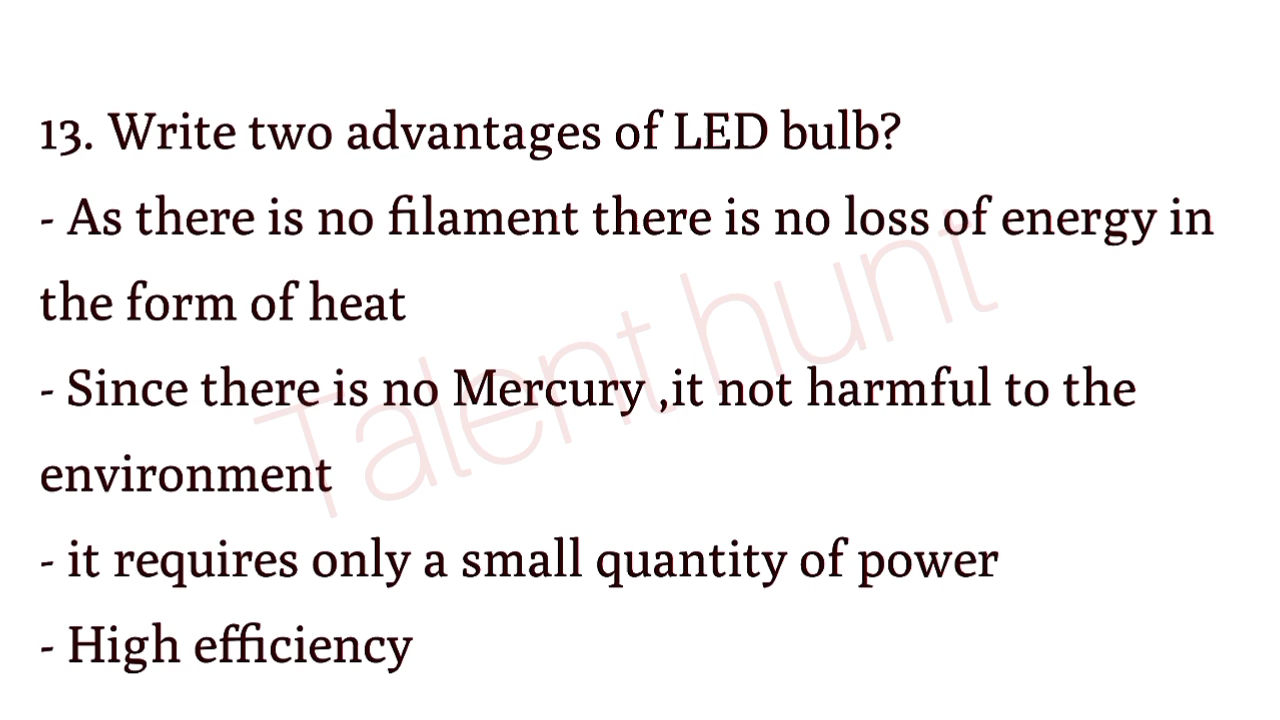 13. Write two advantages of LED bulb?
- As there is no filament there is no loss of energy in
the form of heat
- Since there is no Mercury ,it not harmful to the
environment
- it requires only a small quantity of power
- High efficiency
Talent hunt